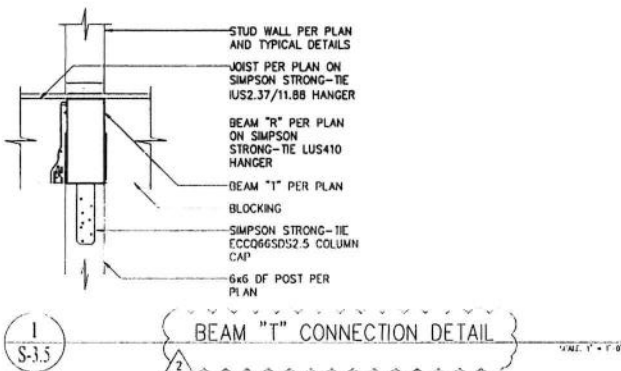 STUD WALL PER PLAN
AND TYPICAL DETAILS
JOIST PER PLAN ON
SIMPSON STRONG-TIE
IUS2.37/11.88 HANGER
BEAM "R" PER PLAN
ON SIMPSON
STRONG-TIE LUS410
HANGER
BEAM "T" PER PLAN
BLOCKING
SIMPSON STRONG-TIE
ECCQ66SDS2.5 COLUMN
CAP
6x6 DF POST PER
PLAN
1
S-3.5
BEAM "T" CONNECTION DETAIL
2